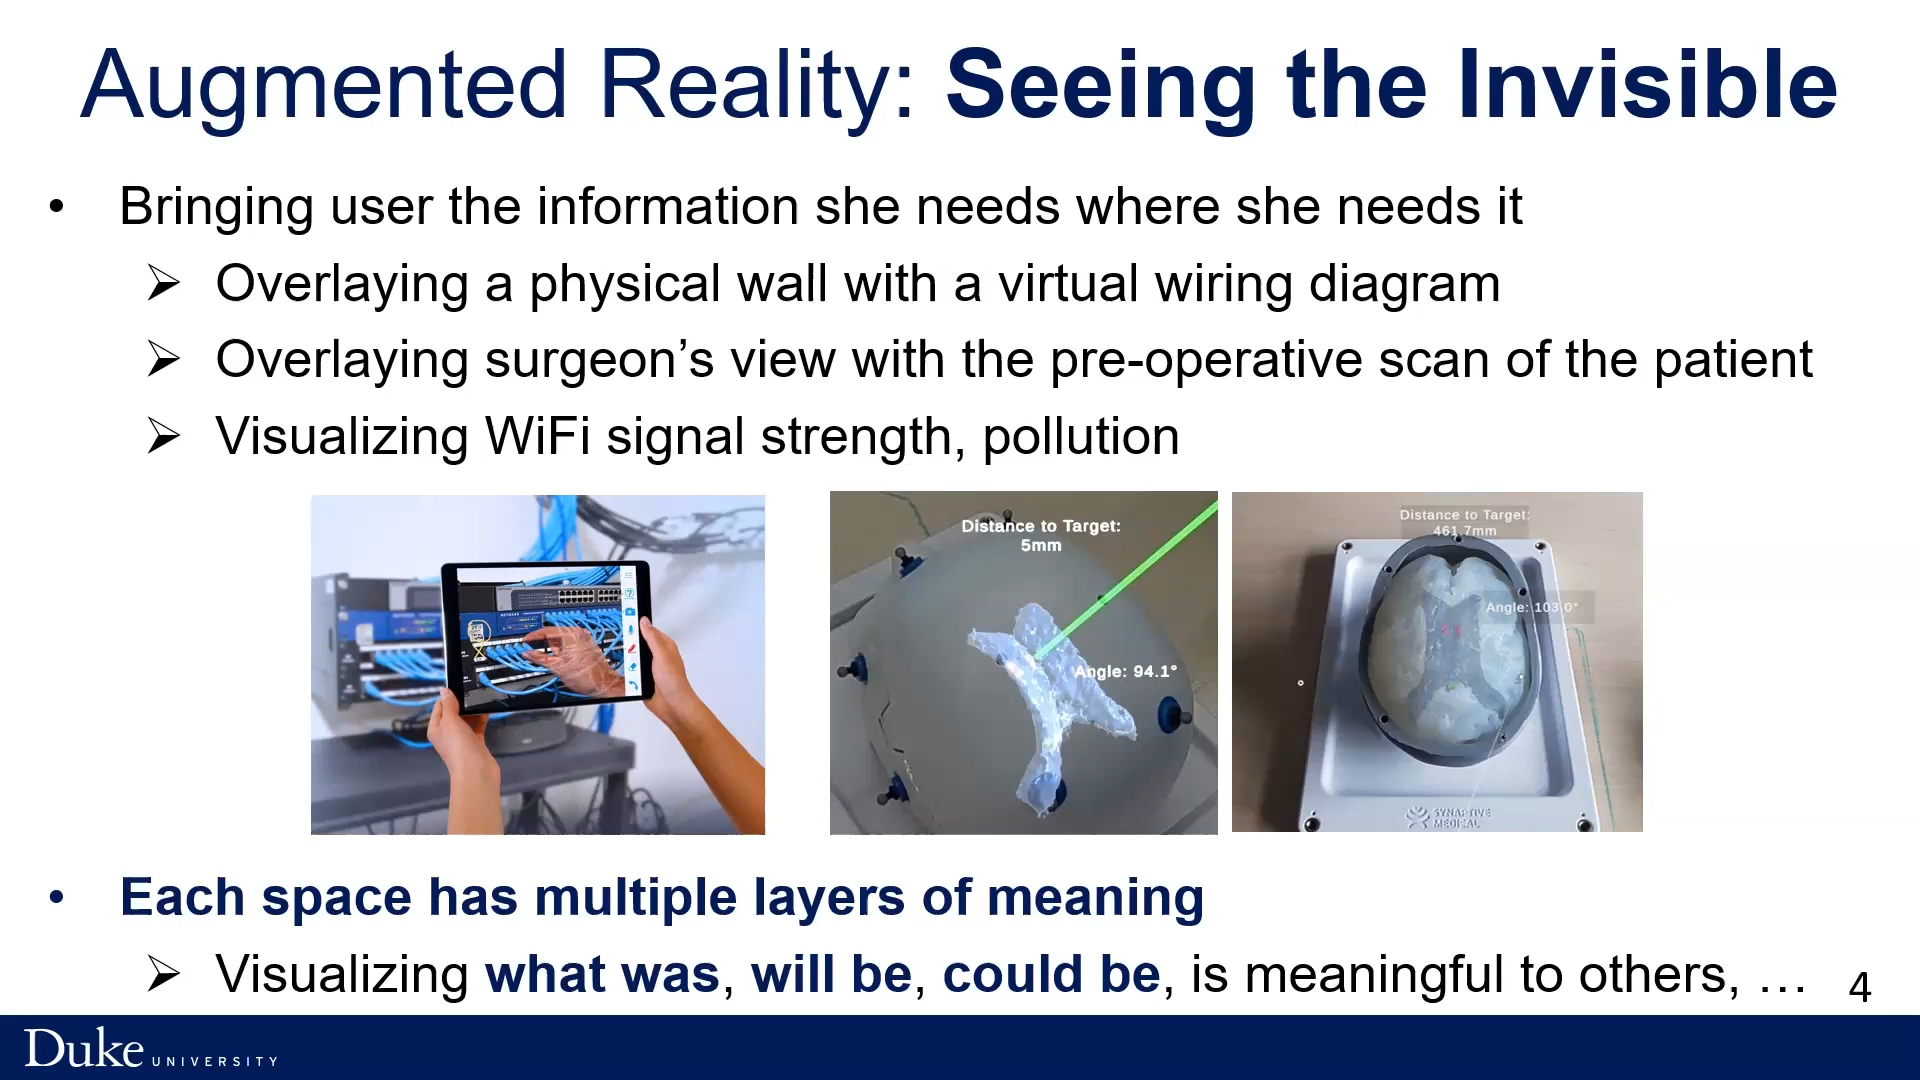 Augmented Reality: Seeing the Invisible
• Bringing user the information she needs where she needs it
➢ Overlaying a physical wall with a virtual wiring diagram
➢ Overlaying surgeon’s view with the pre-operative scan of the patient
➢ Visualizing WiFi signal strength, pollution
Distance to Target:
5mm
Angle: 94.1°
Distance to Target:
461.7mm
Angle: 103.0°
SYNAPTIVE
MEDICAL
• Each space has multiple layers of meaning
➢ Visualizing what was, will be, could be, is meaningful to others, …
4
Duke UNIVERSITY